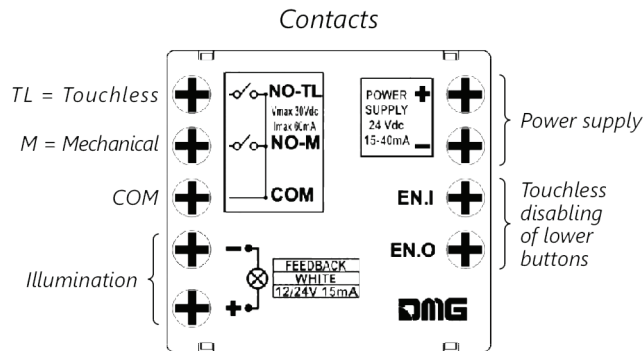 Contacts
TL = Touchless
M = Mechanical
COM
Illumination
NO-TL
Vmax 30Vdc
Imax 60mA
NO-M
COM
- 
+
FEEDBACK
WHITE
12/24V 15mA
POWER +
SUPPLY
24 Vdc
15-40mA -
EN.I
EN.O
DMG
Power supply
Touchless
disabling
of lower
buttons